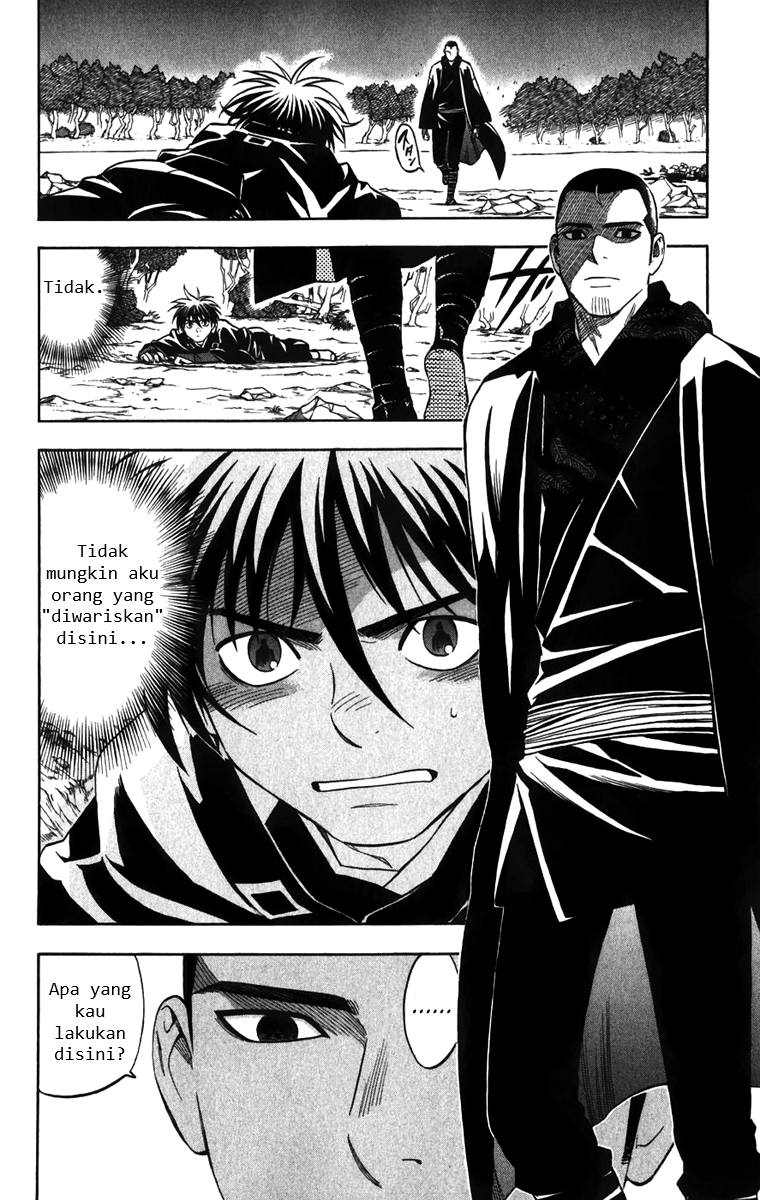 Tidak.
Tidak
mungkin aku
orang yang
"diwariskan"
disini...
Apa yang
kau
lakukan
disini?
......